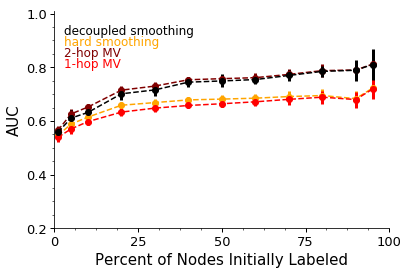 1.0
decoupled smoothing
hard smoothing
2-hop MV
1-hop MV
0.8
AUC
0.6
0.4
0.2
0 25 50 75 100
Percent of Nodes Initially Labeled